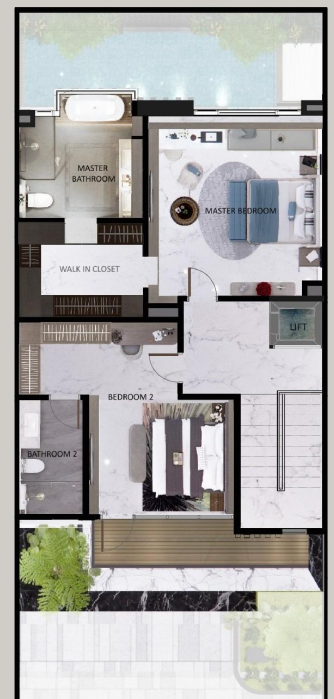 MASTER
BATHROOM
MASTER BEDROOM
WALK IN CLOSET
LIFT
BEDROOM 2
BATHROOM 2